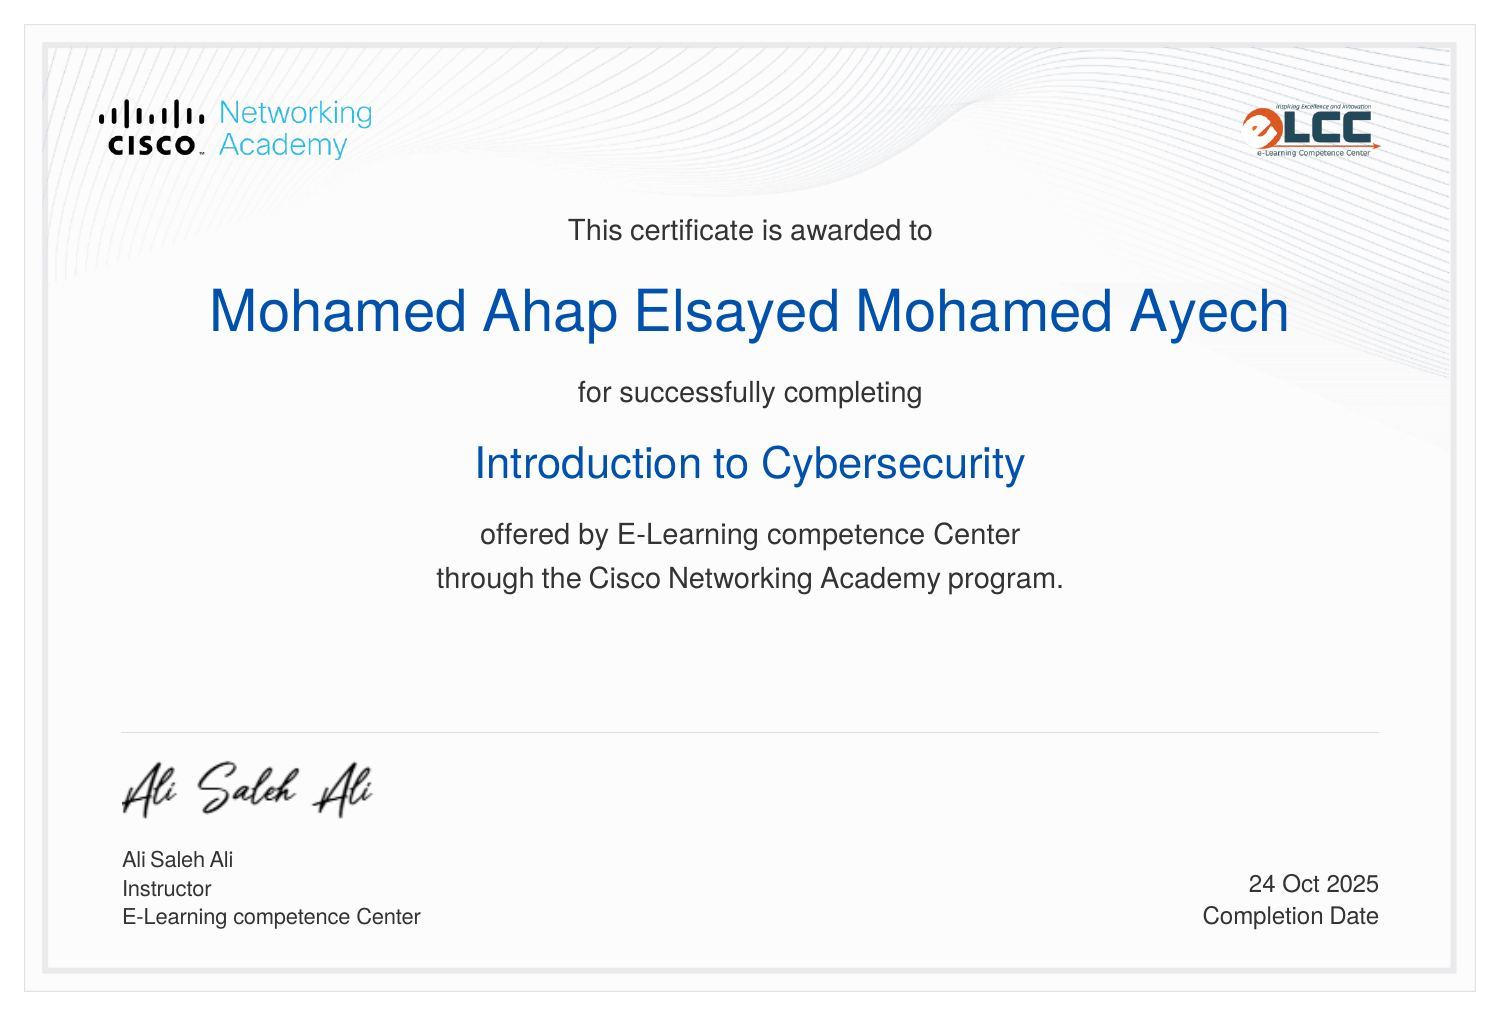 cisco™ Networking Academy
Inspiring Excellence and Innovation
eLCC
e-Learning Competence Center
This certificate is awarded to
Mohamed Ahap Elsayed Mohamed Ayech
for successfully completing
Introduction to Cybersecurity
offered by E-Learning competence Center
through the Cisco Networking Academy program.
Ali Saleh Ali
Ali Saleh Ali
Instructor
E-Learning competence Center
24 Oct 2025
Completion Date